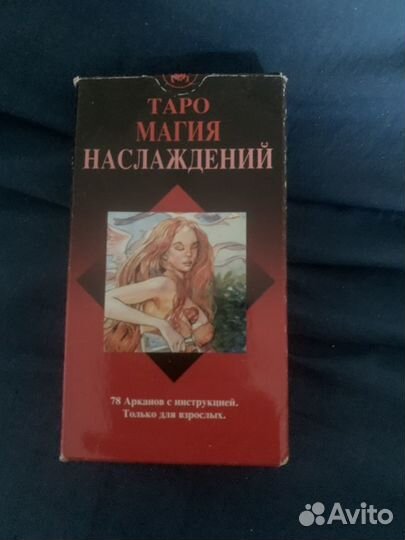 ТАРО
МАГИЯ
НАСЛАЖДЕНИЙ
78 Арканов с инструкцией.
Только для взрослых.
Avito